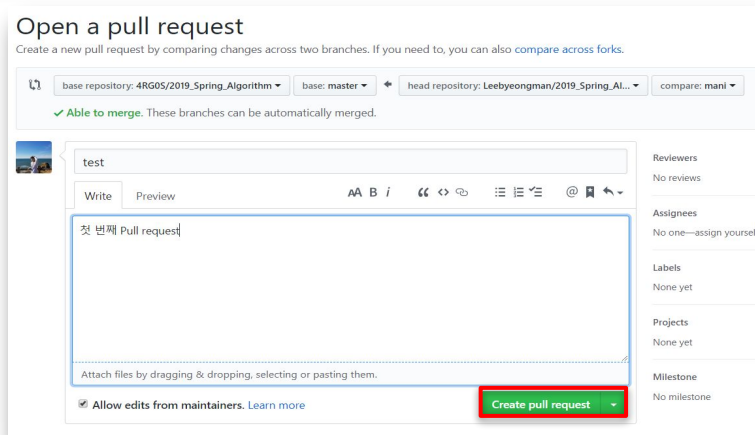 Open a pull request
Create a new pull request by comparing changes across two branches. If you need to, you can also compare across forks.
base repository: 4RG0S/2019_Spring_Algorithm base: master head repository: Leebyeongman/2019_Spring_Al... compare: mani
Able to merge. These branches can be automatically merged.
test
Write Preview AA B i
첫 번째 Pull request
Attach files by dragging & dropping, selecting or pasting them.
Allow edits from maintainers. Learn more
Create pull request
Reviewers
No reviews
Assignees
No one—assign yoursel
Labels
None yet
Projects
None yet
Milestone
No milestone